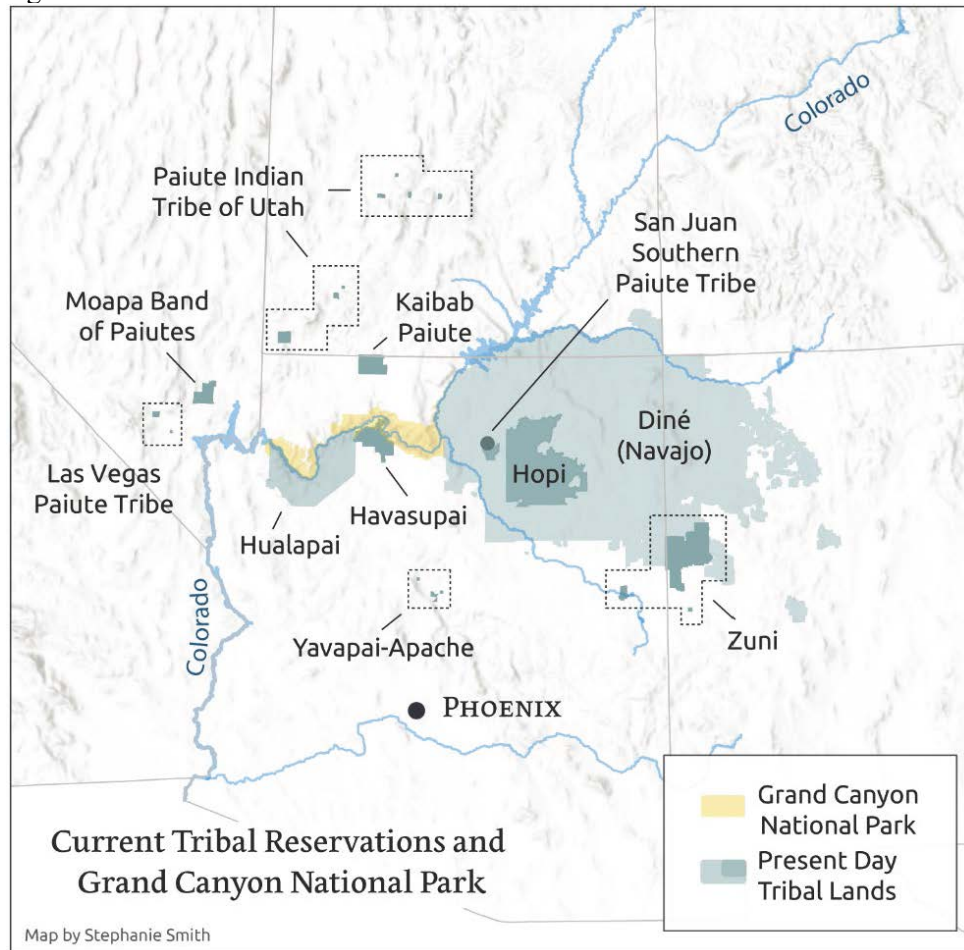 Colorado
Paiute Indian
Tribe of Utah
San Juan
Southern
Paiute Tribe
Moapa Band
of Paiutes
Kaibab
Paiute
Diné
(Navajo)
Hopi
Las Vegas
Paiute Tribe
Havasupai
Hualapai
Colorado
Yavapai-Apache
Zuni
PHOENIX
Grand Canyon
National Park
Present Day
Tribal Lands
Current Tribal Reservations and
Grand Canyon National Park
Map by Stephanie Smith